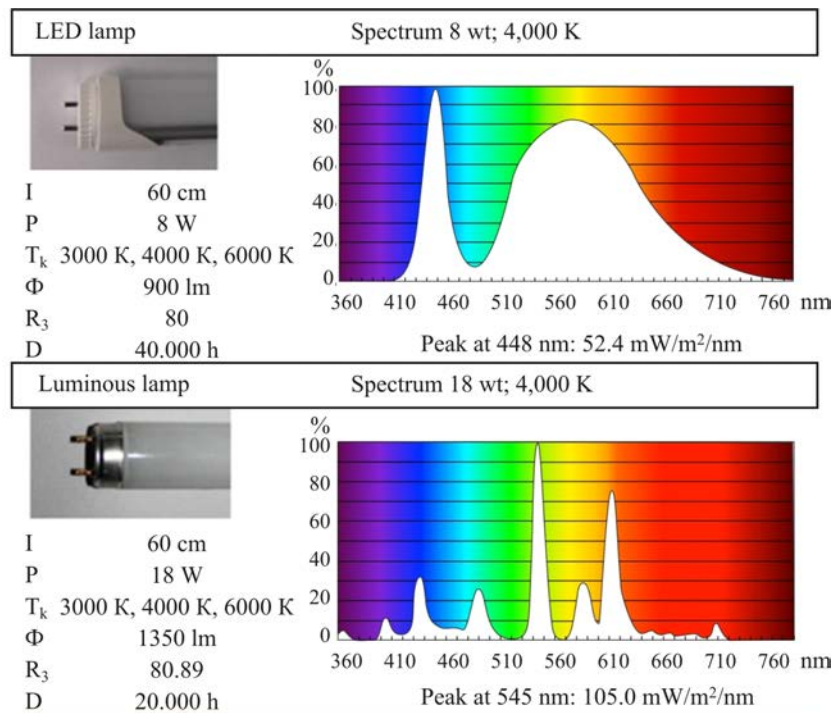 LED lamp Spectrum 8 wt; 4,000 K
%
100
80
60
40
20
0
360 410 460 510 560 610 660 710 760 nm
Peak at 448 nm: 52.4 mW/m²/nm
I 60 cm
P 8 W
Tₖ 3000 K, 4000 K, 6000 K
Ф 900 lm
R₃ 80
D 40.000 h
Luminous lamp Spectrum 18 wt; 4,000 K
%
100
80
60
40
20
0
360 410 460 510 560 610 660 710 760 nm
Peak at 545 nm: 105.0 mW/m²/nm
I 60 cm
P 18 W
Tₖ 3000 K, 4000 K, 6000 K
Ф 1350 lm
R₃ 80.89
D 20.000 h